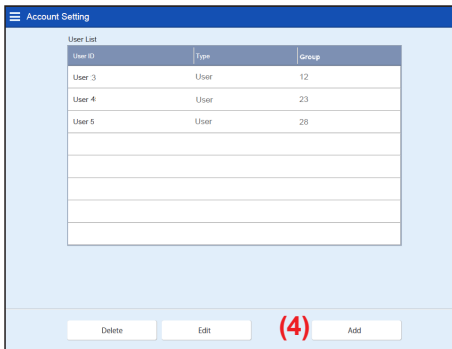 Account Setting
User List
User ID Type Group
User 3 User 12
User 4 User 23
User 5 User 28
Delete Edit (4) Add